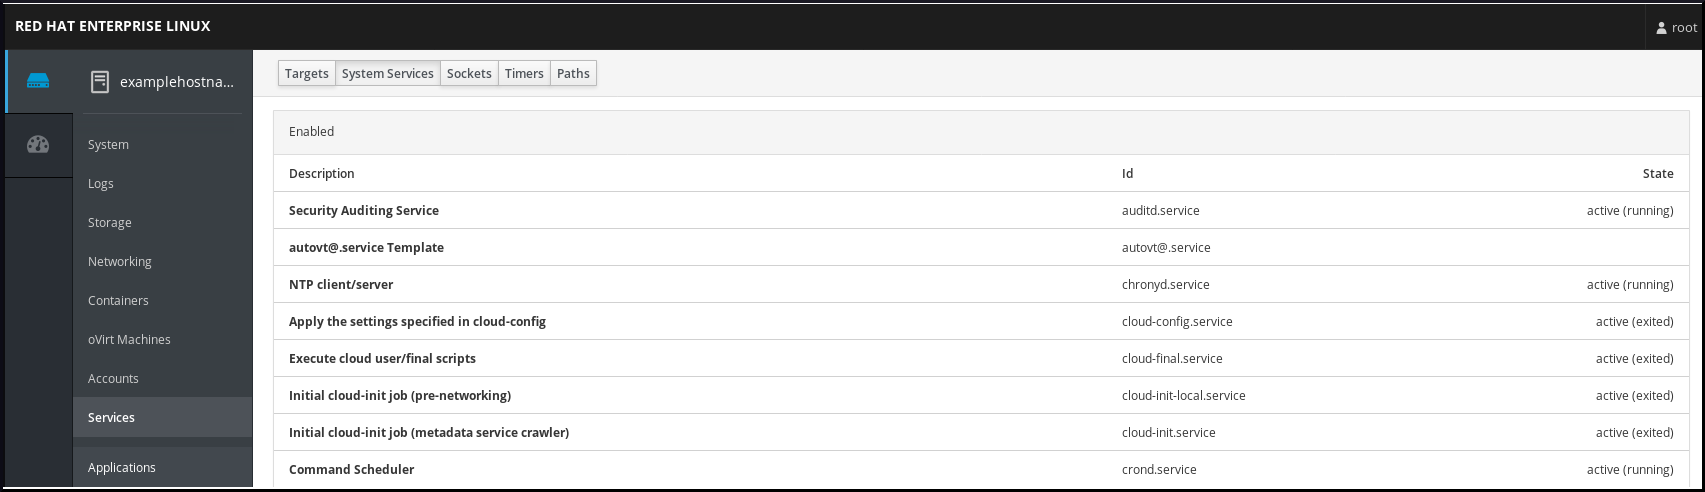 RED HAT ENTERPRISE LINUX
root
examplehostna...
Targets System Services Sockets Timers Paths
System
Logs
Storage
Networking
Containers
oVirt Machines
Accounts
Services
Applications
Enabled
Description Id State
Security Auditing Service auditd.service active (running)
autovt@.service Template autovt@.service
NTP client/server chronyd.service active (running)
Apply the settings specified in cloud-config cloud-config.service active (exited)
Execute cloud user/final scripts cloud-final.service active (exited)
Initial cloud-init job (pre-networking) cloud-init-local.service active (exited)
Initial cloud-init job (metadata service crawler) cloud-init.service active (exited)
Command Scheduler crond.service active (running)